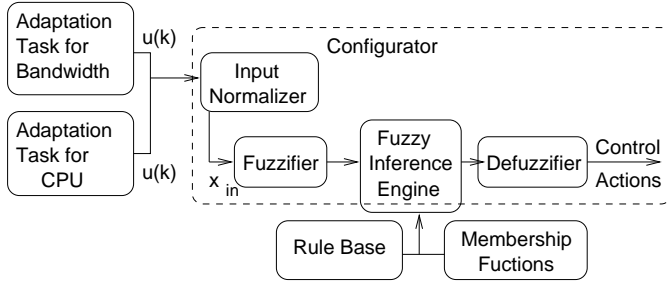 Adaptation
Task for
Bandwidth
u(k)
Configurator
Input
Normalizer
Adaptation
Task for
CPU
u(k)
x in
Fuzzifier
Fuzzy
Inference
Engine
Defuzzifier
Control
Actions
Rule Base
Membership
Fuctions